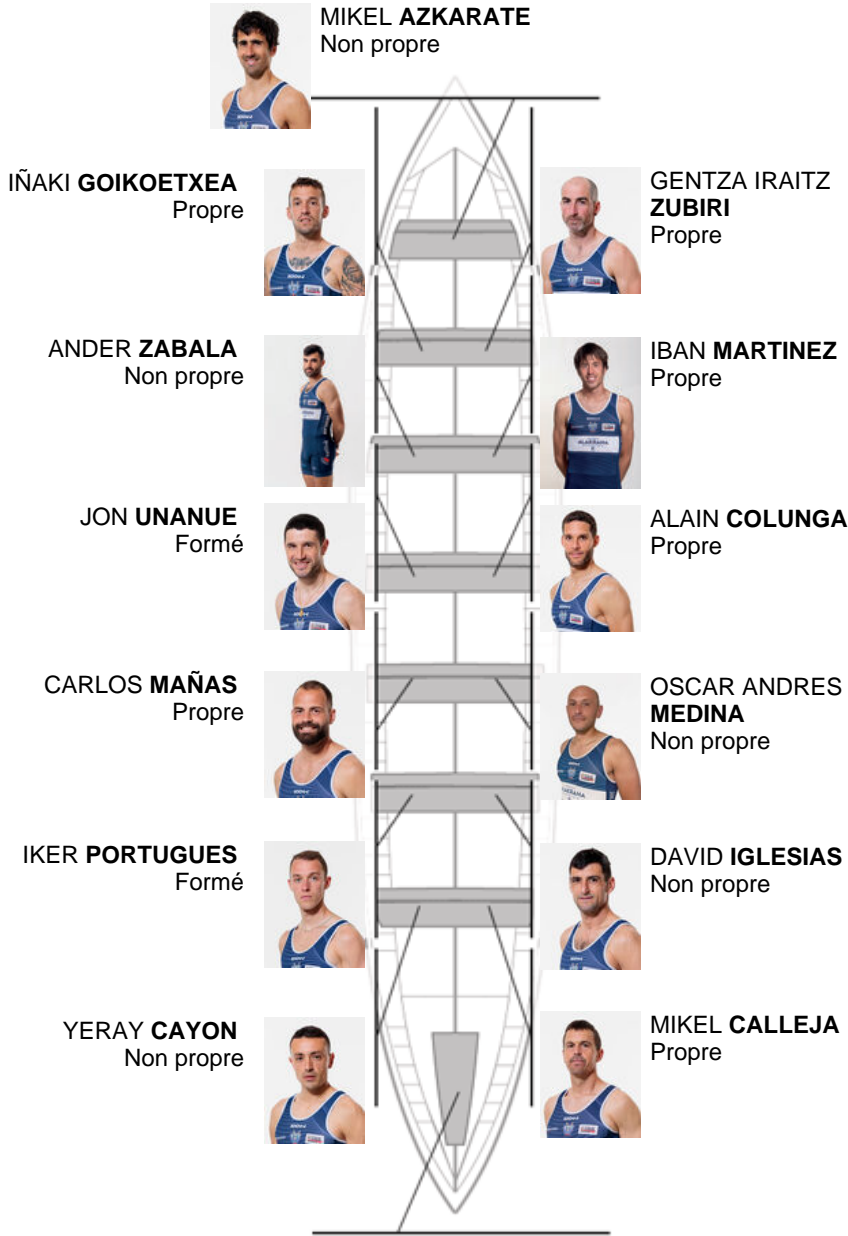 MIKEL AZKARATE
Non propre
IÑAKI GOIKOETXEA
Propre
GENTZA IRAITZ
ZUBIRI
Propre
ANDER ZABALA
Non propre
IBAN MARTINEZ
Propre
JON UNANUE
Formé
ALAIN COLUNGA
Propre
CARLOS MAÑAS
Propre
OSCAR ANDRES
MEDINA
Non propre
IKER PORTUGUES
Formé
DAVID IGLESIAS
Non propre
YERAY CAYON
Non propre
MIKEL CALLEJA
Propre